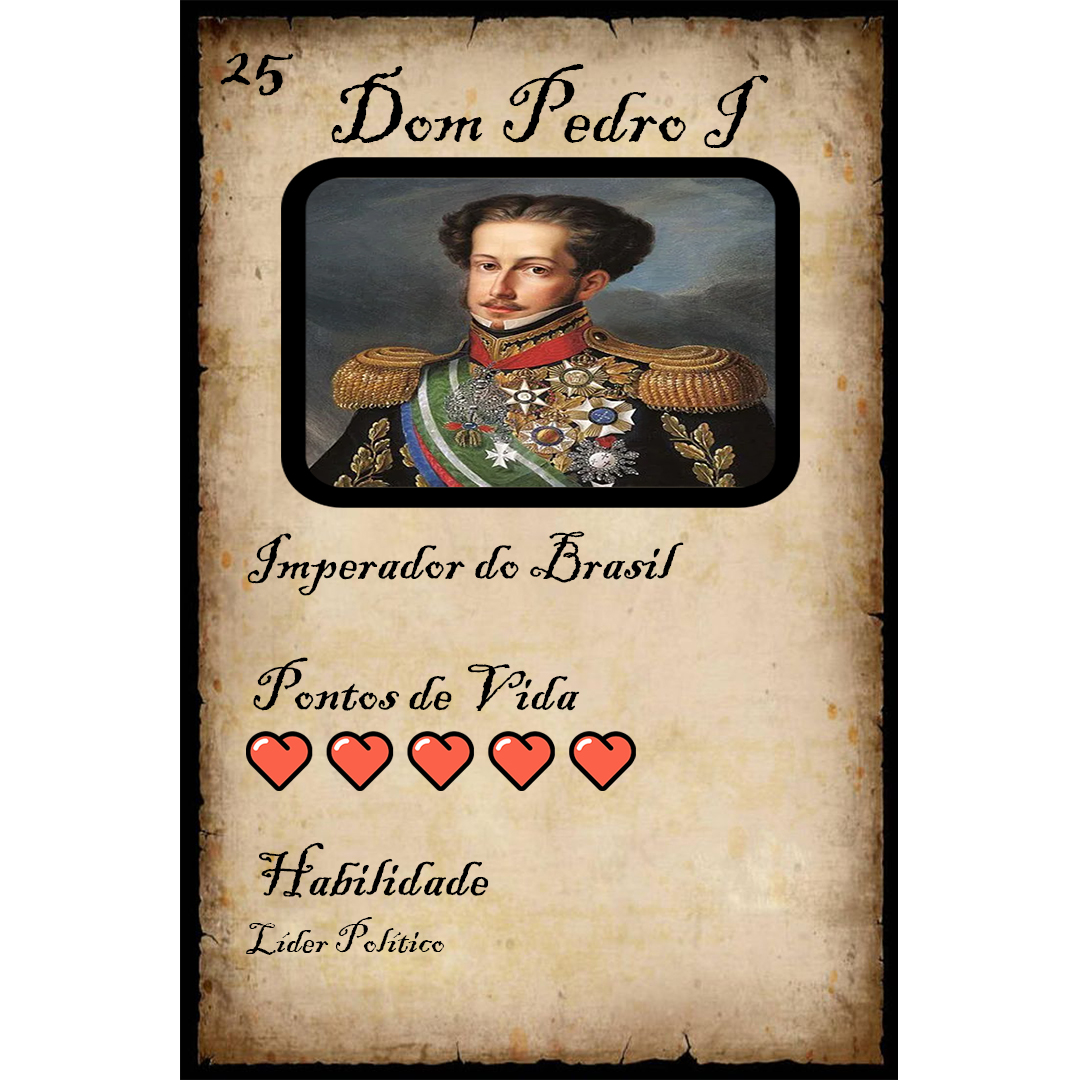 25
Dom Pedro I
Imperador do Brasil
Pontos de Vida
Habilidade
Líder Político